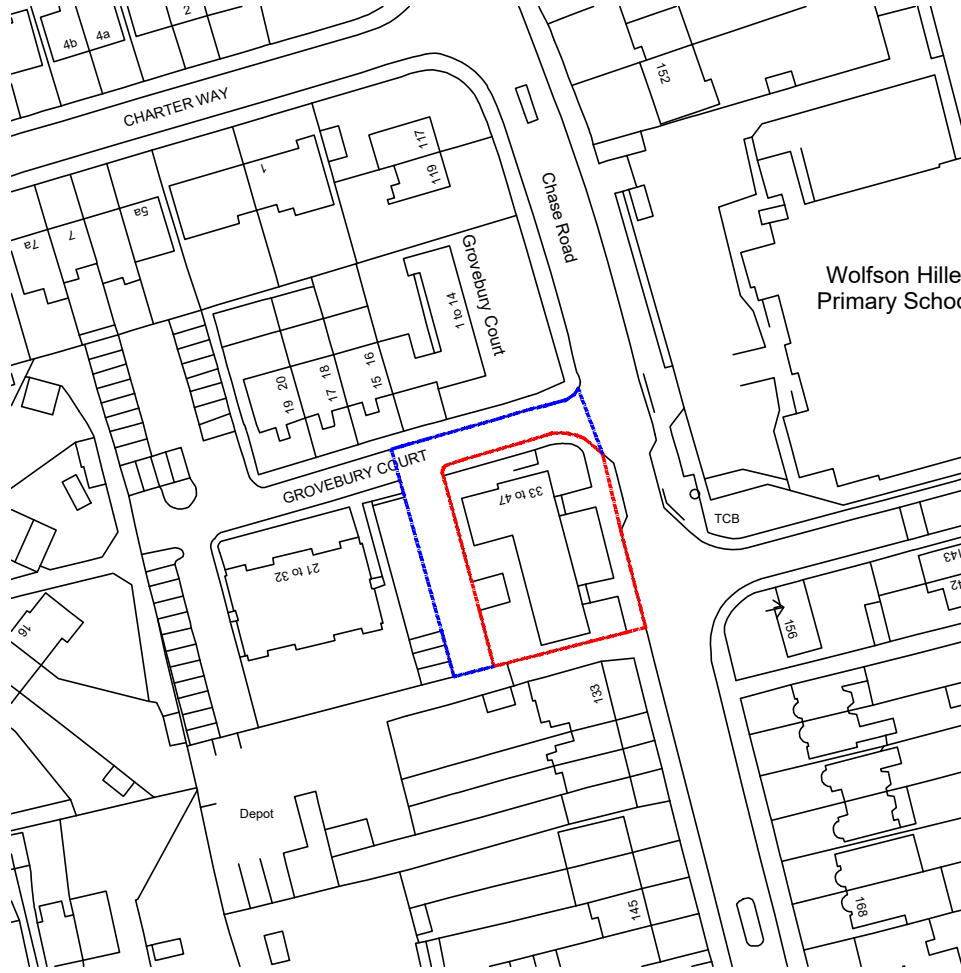 2
4b
4a
CHARTER WAY
152
117
119
1
5a
7
7a
Chase Road
Grovebury Court
1 to 14
Wolfson Hille
Primary Schoo
20
19
18
17
16
15
GROVEBURY COURT
33 to 47
TCB
21 to 32
143
42
156
16
133
Depot
145
168